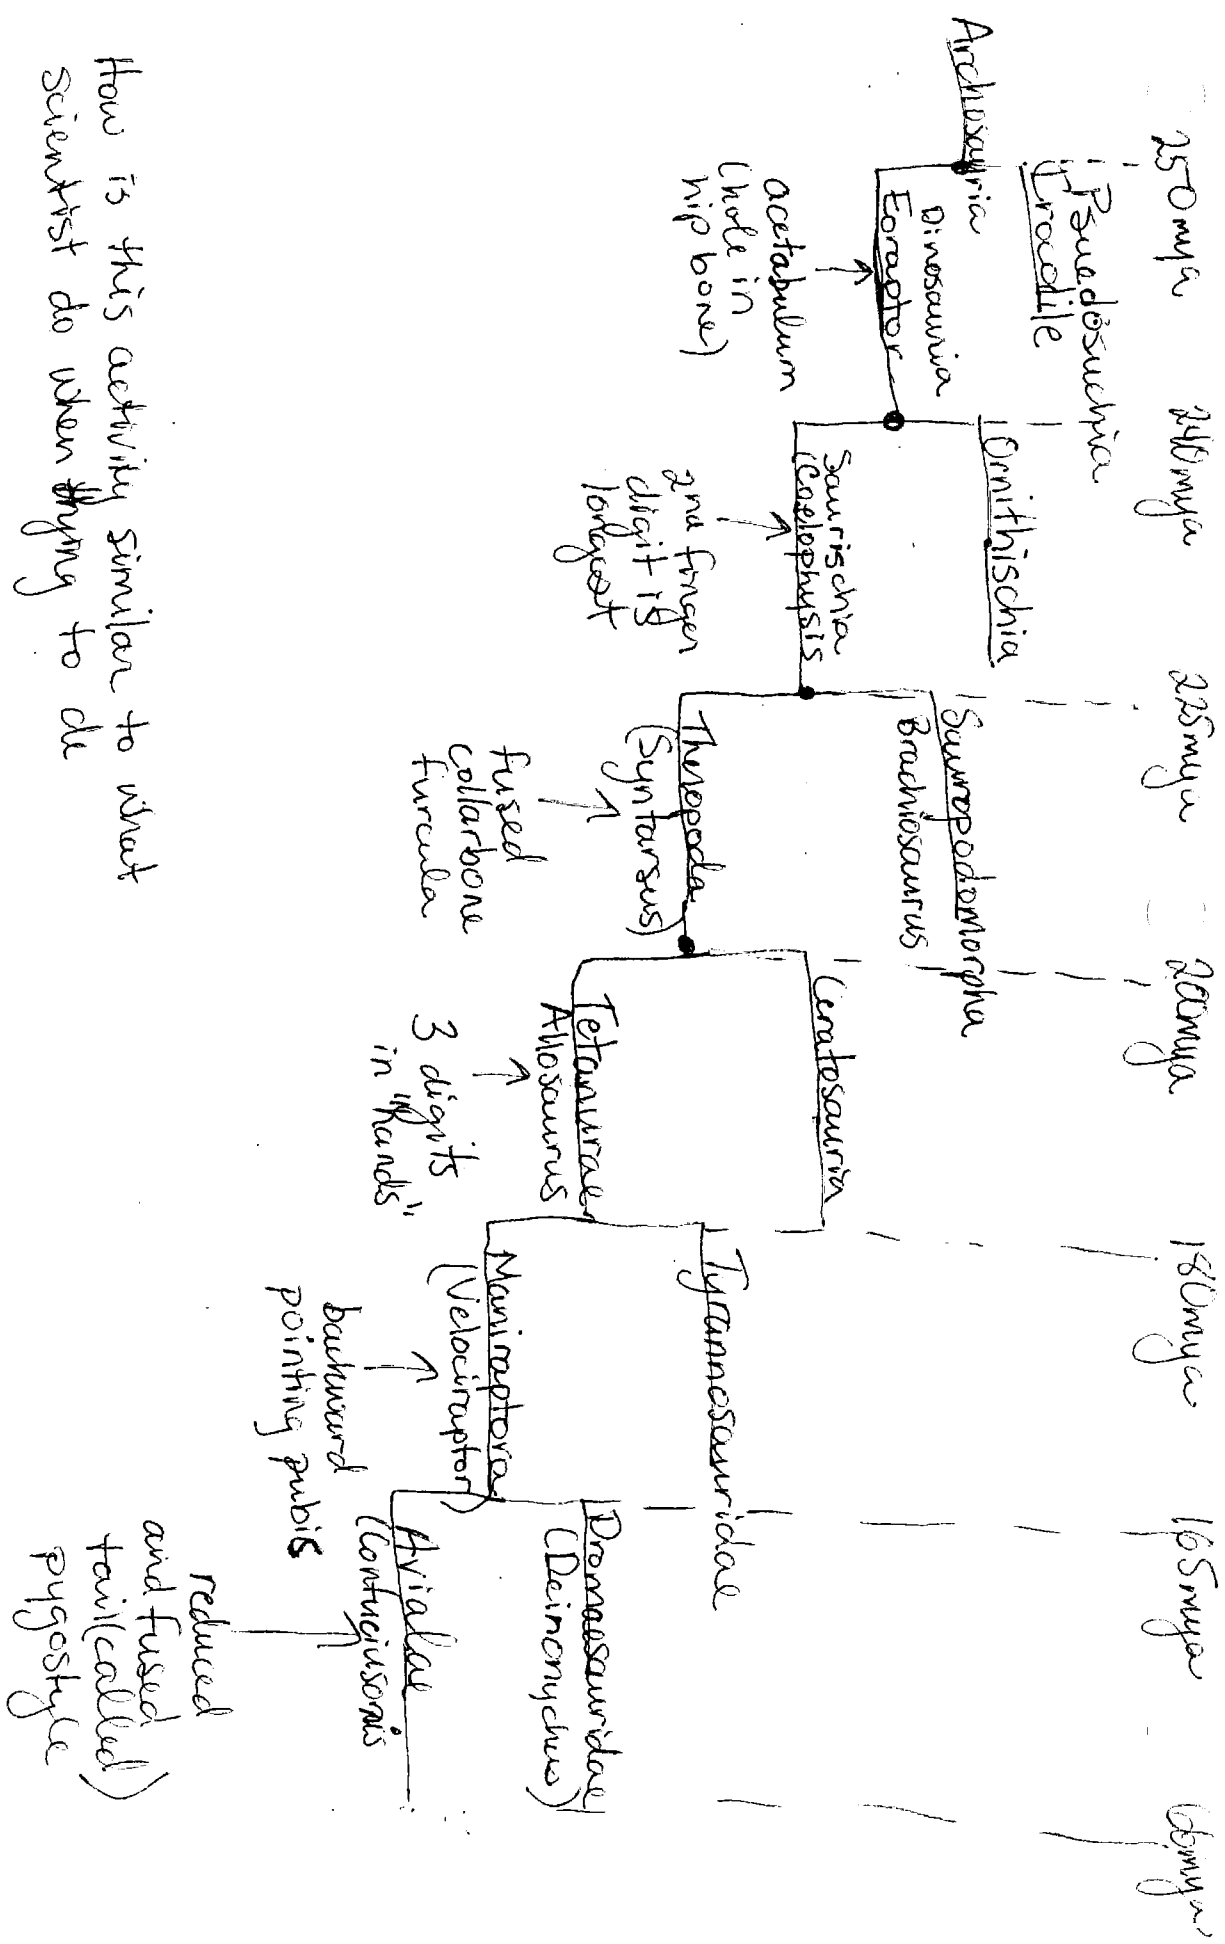 250mya 240mya 225mya 200mya 180mya 165mya 66mya
Psuedosuchia
Crocodile
Archosauria
Dinosauria
Eoraptor
acetabulum
(hole in
hip bone)
Ornithischia
Saurischia
(Coelophysis
2nd finger
digit is
longest
Sauropodomorpha
Brachiosaurus
Theropoda
(Syntarsus)
fused
collarbone
furcula
Ceratosauria
Tetanurae
Allosaurus
3 digits
in "hands"
Tyrannosauridae
Maniraptora
(Velociraptor)
backward
pointing pubis
Dromaesauridae
(Deinonychus)
Avialae
(Confuciusornis
reduced
and fused
tail (called)
pygostyle
How is this activity similar to what
scientist do when trying to de